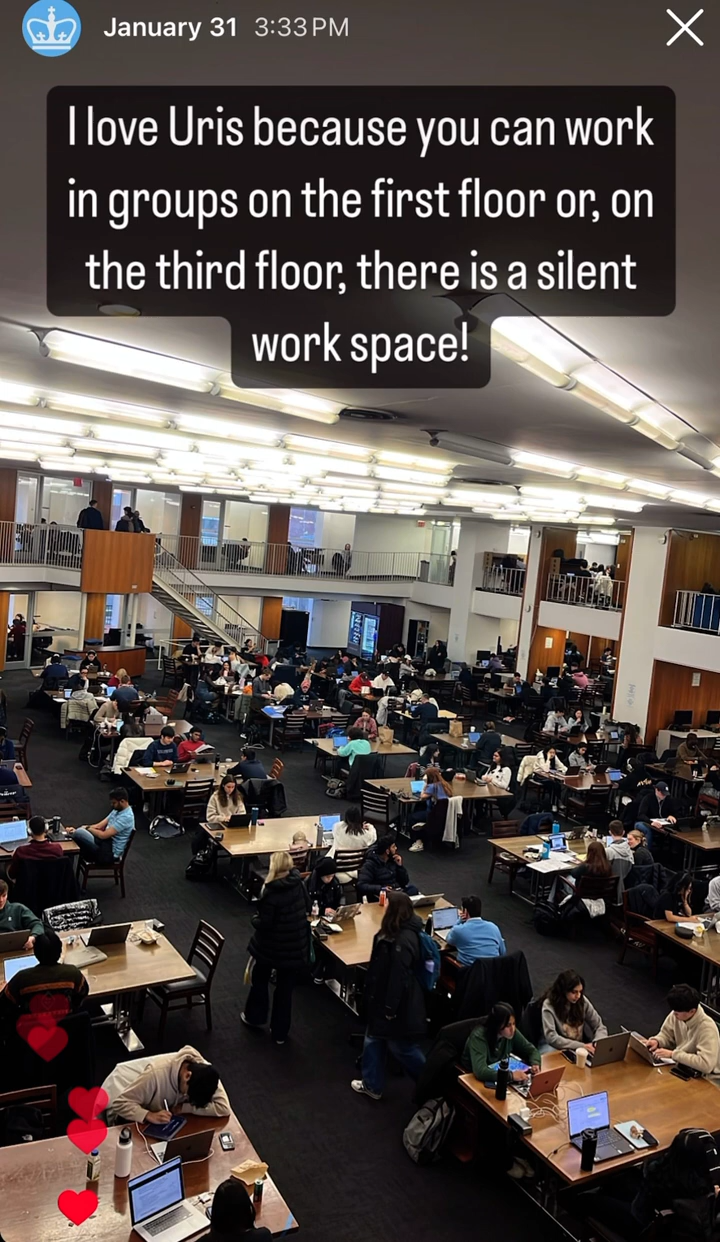 January 31 3:33 PM
I love Uris because you can work
in groups on the first floor or, on
the third floor, there is a silent
work space!